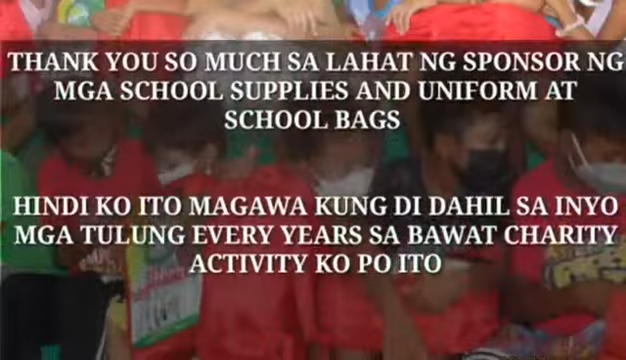 THANK YOU SO MUCH SA LAHAT NG SPONSOR NG
MGA SCHOOL SUPPLIES AND UNIFORM AT
SCHOOL BAGS
HINDI KO ITO MAGAWA KUNG DI DAHIL SA INYO
MGA TULUNG EVERY YEARS SA BAWAT CHARITY
ACTIVITY KO PO ITO